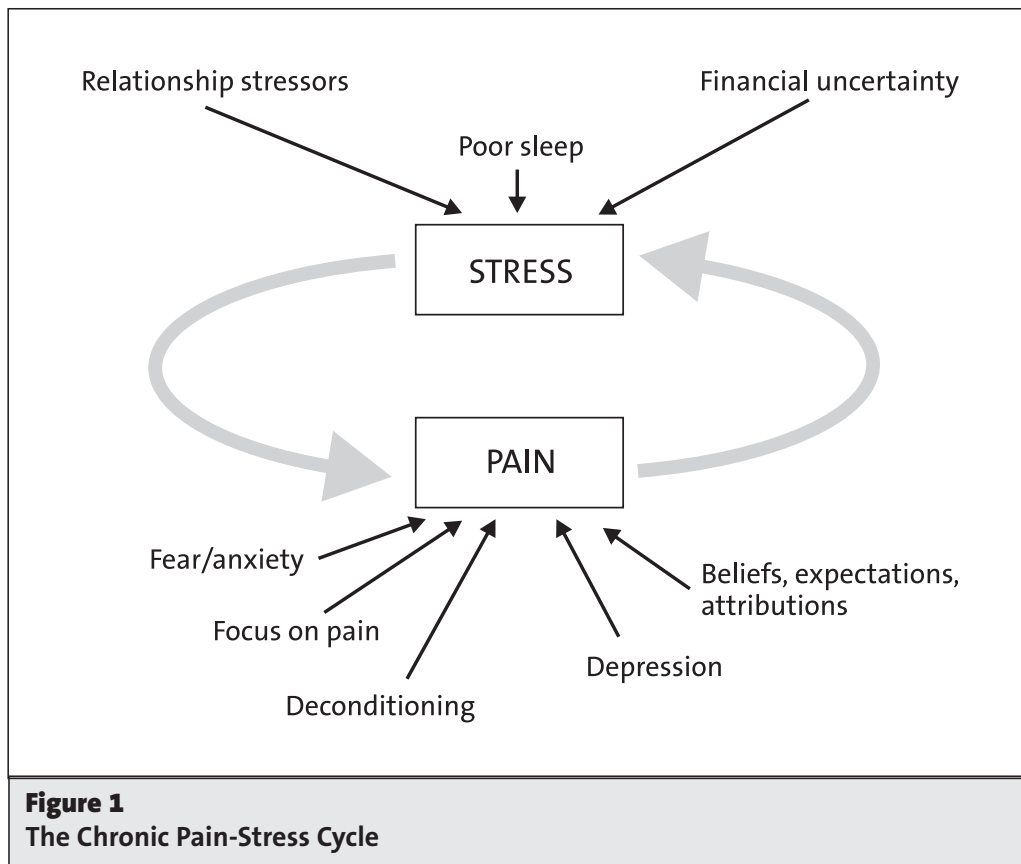 Relationship stressors
Financial uncertainty
Poor sleep
STRESS
PAIN
Fear/anxiety
Focus on pain
Deconditioning
Depression
Beliefs, expectations,
attributions
Figure 1
The Chronic Pain-Stress Cycle